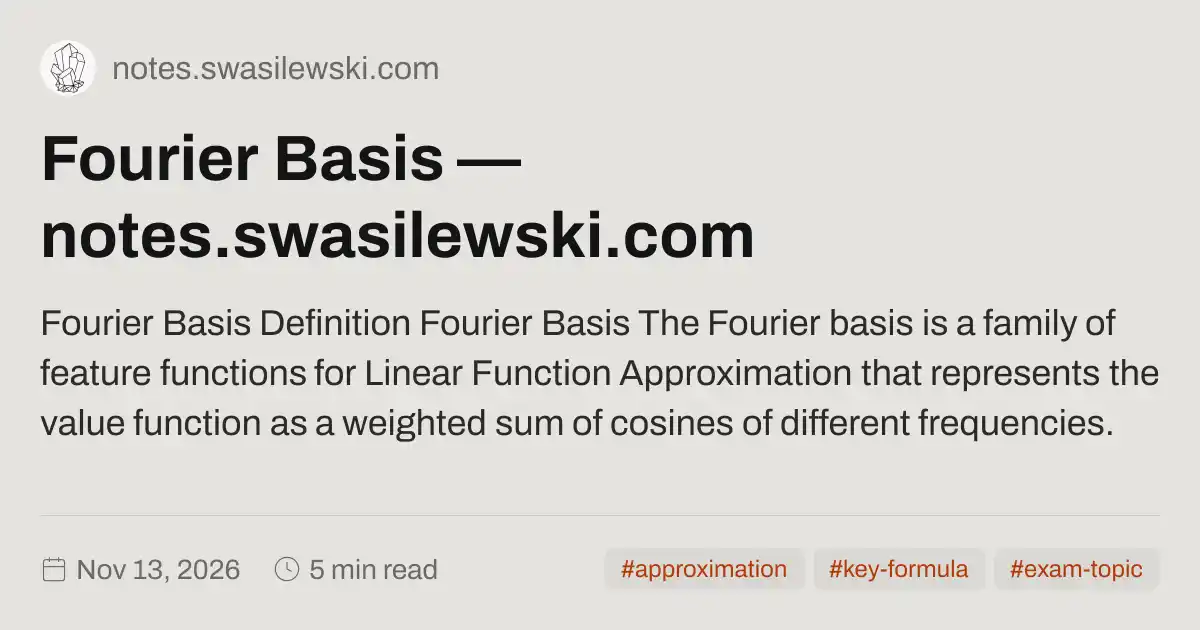 notes.swasilewski.com
Fourier Basis —
notes.swasilewski.com
Fourier Basis Definition Fourier Basis The Fourier basis is a family of
feature functions for Linear Function Approximation that represents the
value function as a weighted sum of cosines of different frequencies.
Nov 13, 2026 5 min read #approximation #key-formula #exam-topic